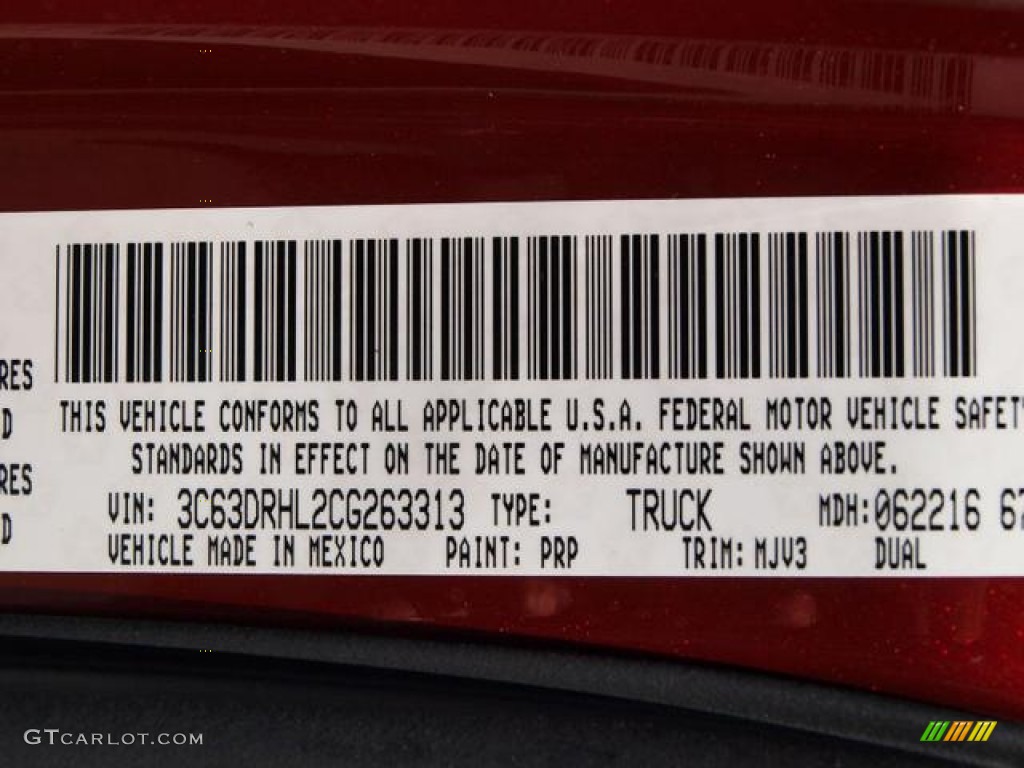 RES
D
RES
D
THIS VEHICLE CONFORMS TO ALL APPLICABLE U.S.A. FEDERAL MOTOR VEHICLE SAFETY
STANDARDS IN EFFECT ON THE DATE OF MANUFACTURE SHOWN ABOVE.
VIN: 3C63DRHL2CG263313 TYPE: TRUCK MDH:062216 67
VEHICLE MADE IN MEXICO PAINT: PRP TRIM: MJV3 DUAL
GTCARLOT.COM